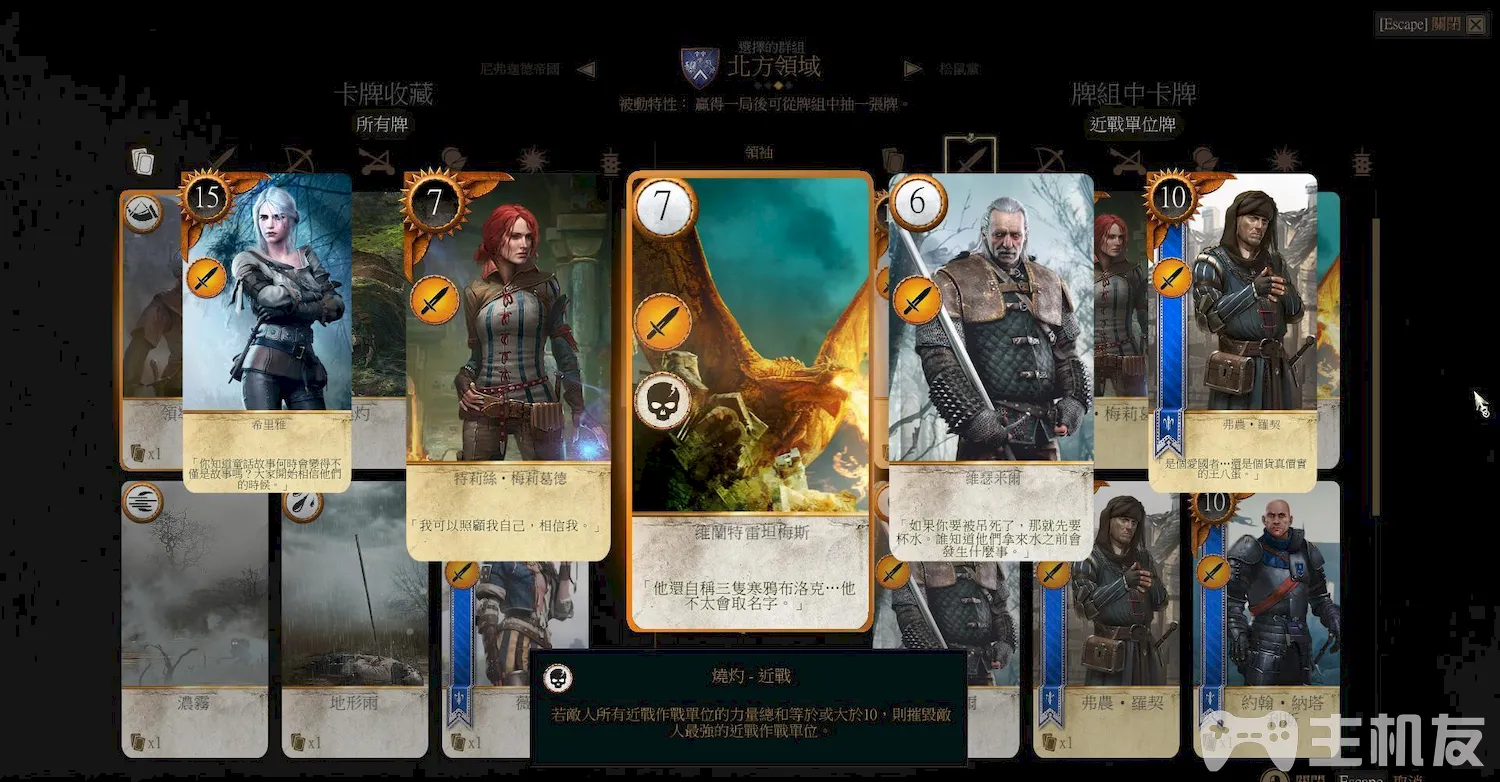 [Escape] 關閉
選擇的群組
尼弗迦德帝國
北方領域
松鼠黨
卡牌收藏
所有牌
被動特性： 贏得一局後可從牌組中抽一張牌。
牌組中卡牌
近戰單位牌
領袖
15
希里雅
「你知道童話故事何時會變得不
僅是故事嗎？大家開始相信他們
的時候。」
7
特莉絲・梅莉葛德
「我可以照顧我自己，相信我。」
7
維蘭特雷坦梅斯
「他還自稱三隻寒鴉布洛克…他
不太會取名字。」
6
維瑟米爾
「如果你要被吊死了，那就先要
杯水。誰知道他們拿來水之前會
發生什麼事。」
10
弗農・羅契
「是個愛國者…還是個貨真價實
的王八蛋。」
x1
灼
・梅莉葛
濃霧
x1
地形雨
x1
薇
x1
弗農・羅契
x1
10
約翰・納塔
燒灼 - 近戰
若敵人所有近戰作戰單位的力量總和等於或大於10，則摧毀敵
人最強的近戰作戰單位。
主机友
關閉
Escape
取消